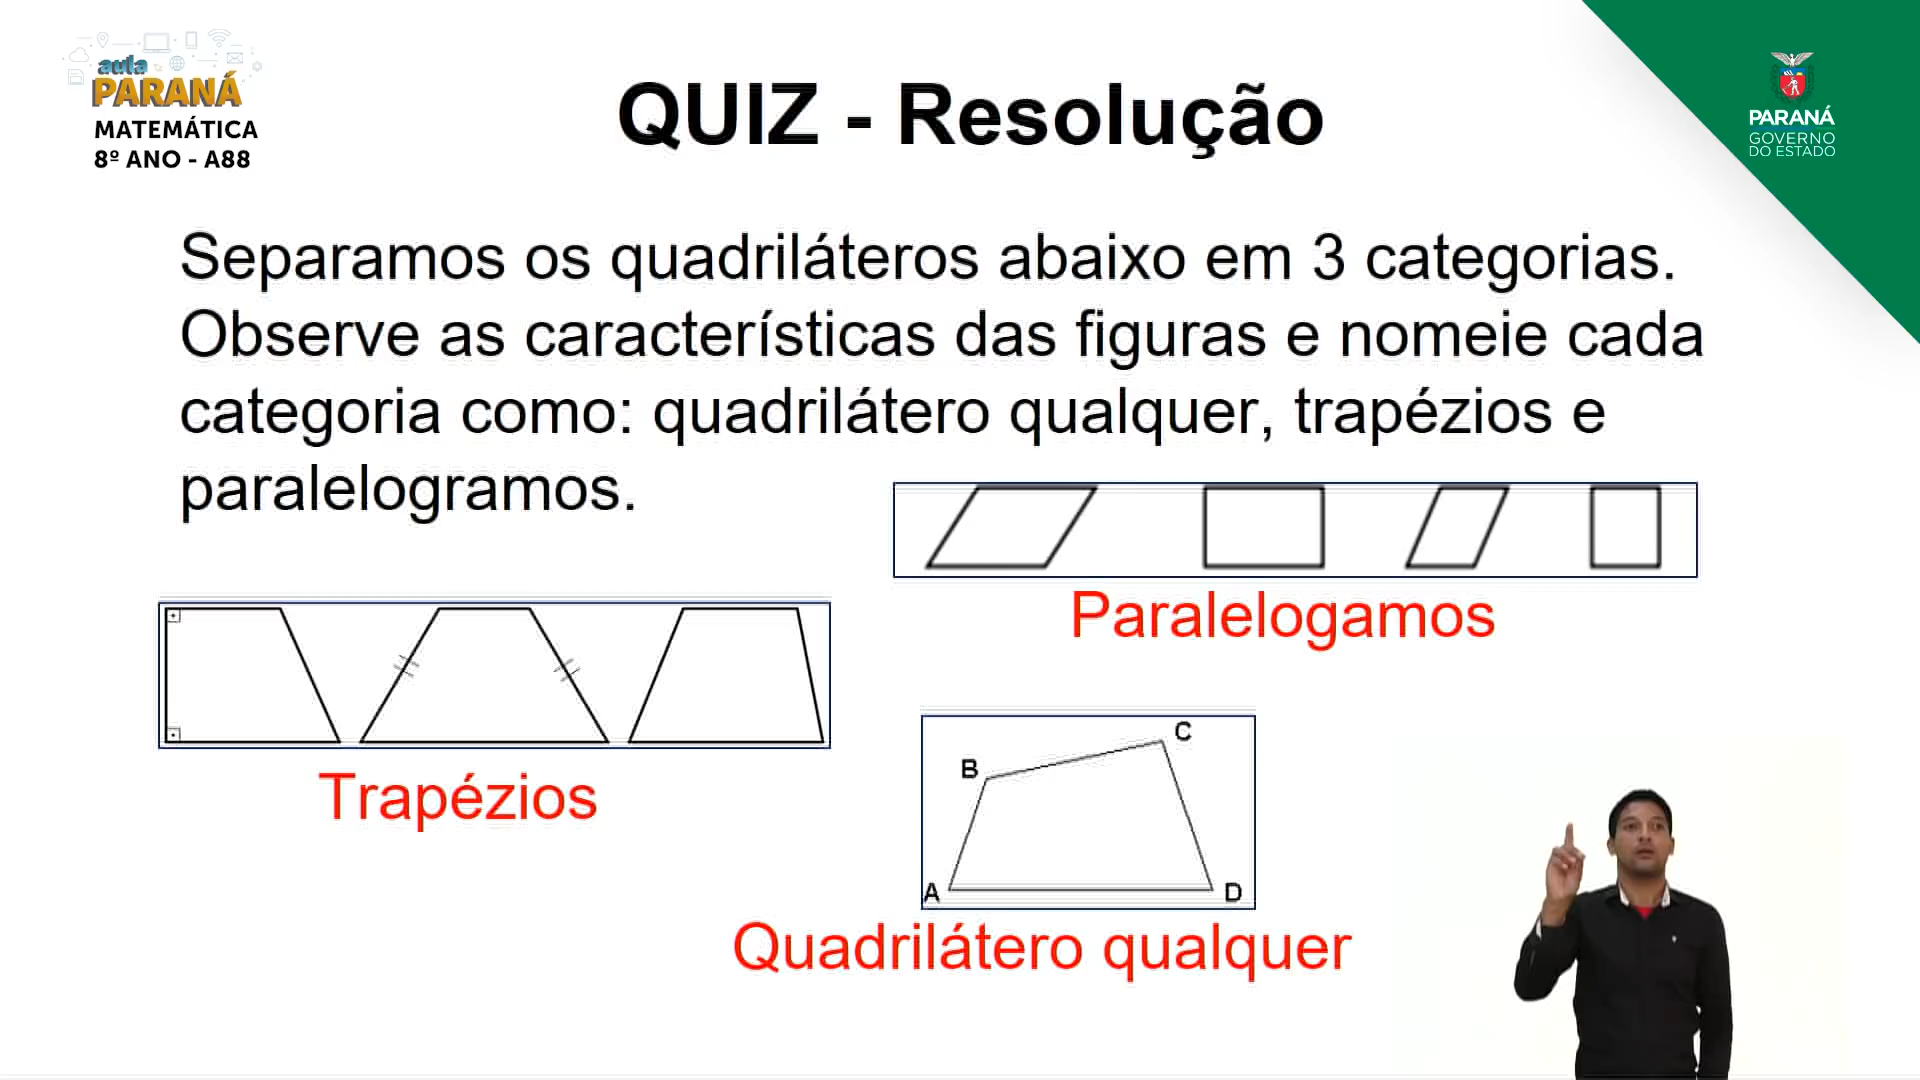 aula
PARANÁ
MATEMÁTICA
8º ANO - A88
QUIZ - Resolução
PARANÁ
GOVERNO
DO ESTADO
Separamos os quadriláteros abaixo em 3 categorias.
Observe as características das figuras e nomeie cada
categoria como: quadrilátero qualquer, trapézios e
paralelogramos.
Paralelogamos
Trapézios
B
C
A
D
Quadrilátero qualquer